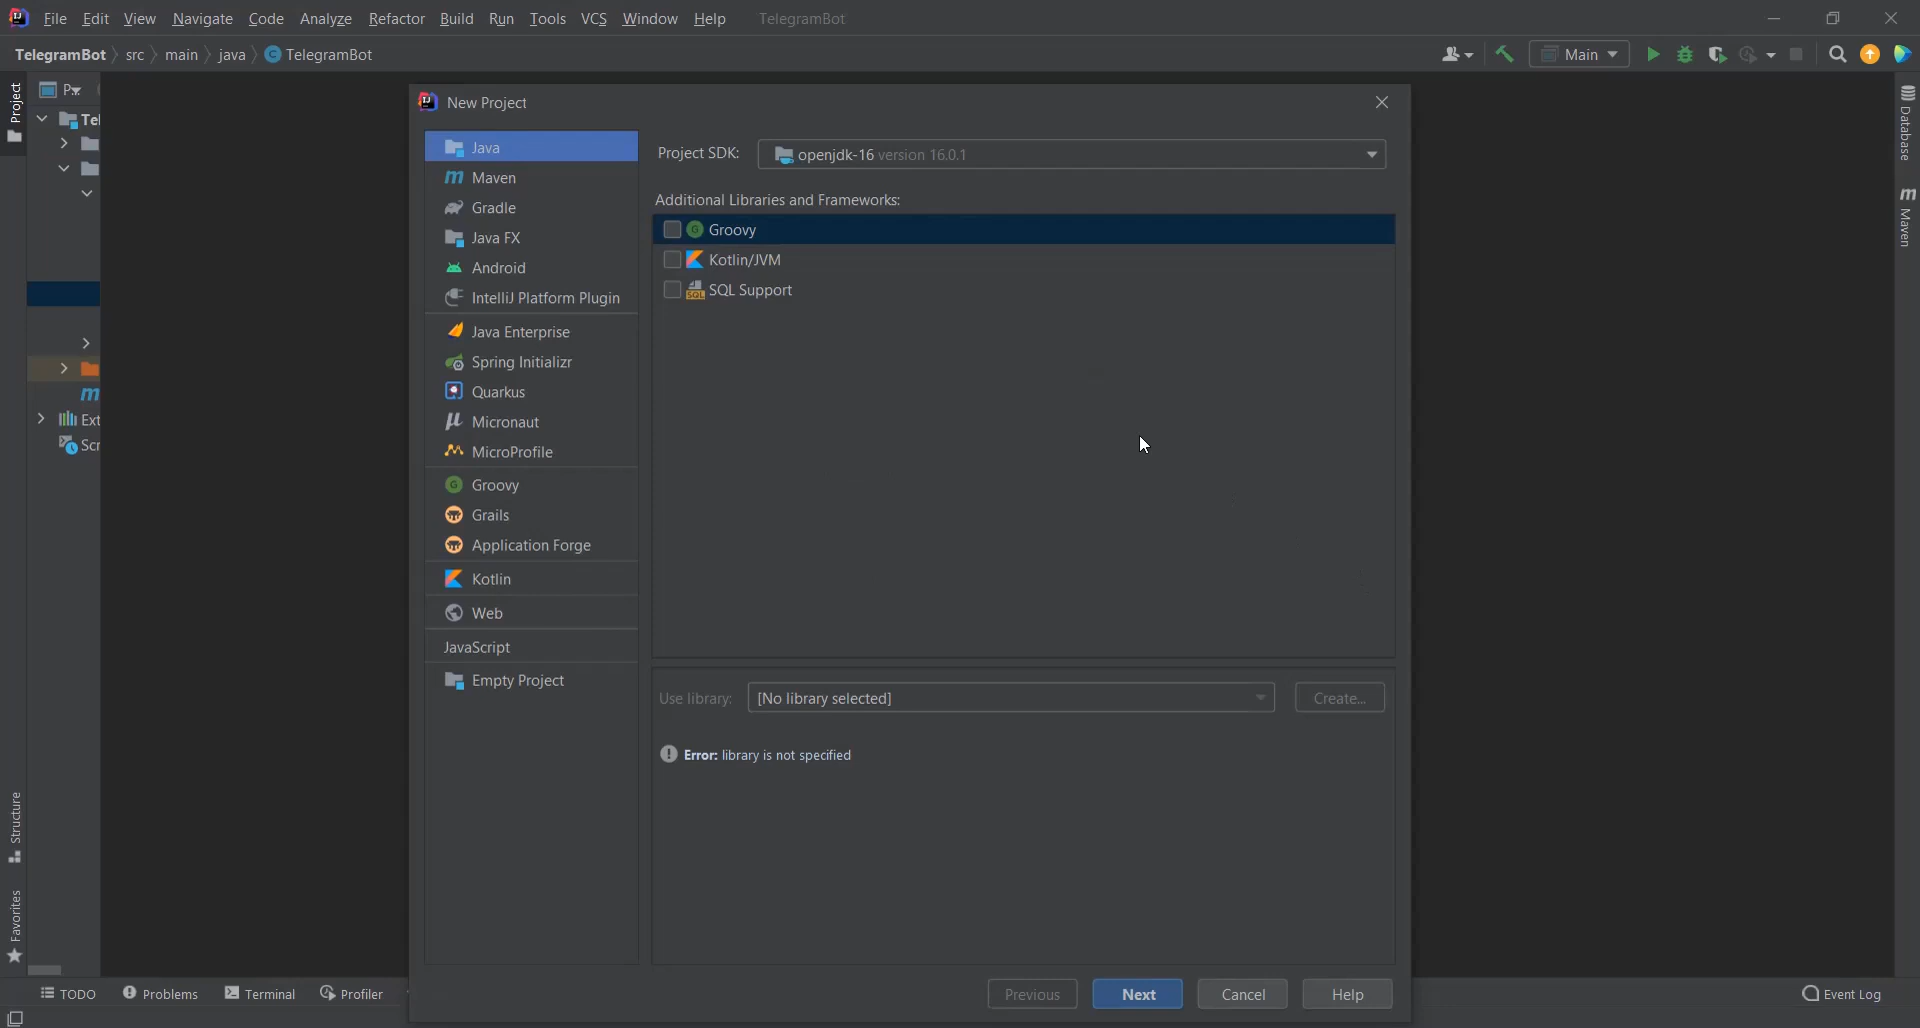 File Edit View Navigate Code Analyze Refactor Build Run Tools VCS Window Help TelegramBot
TelegramBot src main java TelegramBot Main
Project
P...
Tel
Ext
Scr
Structure
Favorites
New Project
Java
Maven
Gradle
Java FX
Android
IntelliJ Platform Plugin
Java Enterprise
Spring Initializr
Quarkus
Micronaut
MicroProfile
Groovy
Grails
Application Forge
Kotlin
Web
JavaScript
Empty Project
Project SDK: openjdk-16 version 16.0.1
Additional Libraries and Frameworks:
Groovy
Kotlin/JVM
SQL Support
Use library: [No library selected] Create...
Error: library is not specified
Previous Next Cancel Help
Database
Maven
TODO Problems Terminal Profiler Event Log